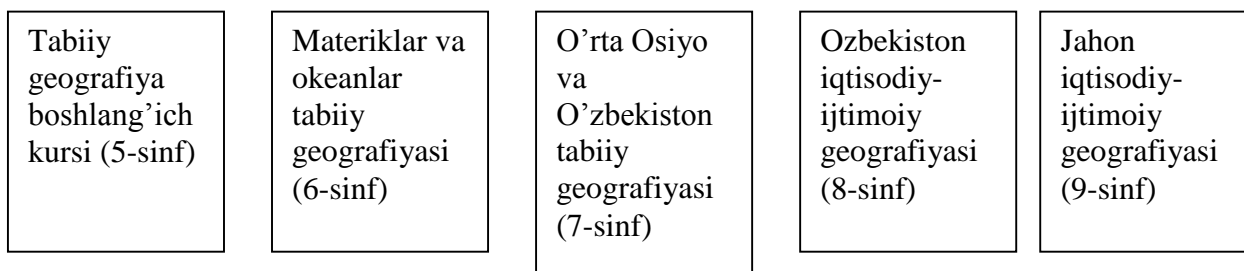 Tabiiy
geografiya
boshlang’ich
kursi (5-sinf)
Materiklar va
okeanlar
tabiiy
geografiyasi
(6-sinf)
O’rta Osiyo
va
O’zbekiston
tabiiy
geografiyasi
(7-sinf)
Ozbekiston
iqtisodiy-
ijtimoiy
geografiyasi
(8-sinf)
Jahon
iqtisodiy-
ijtimoiy
geografiyasi
(9-sinf)